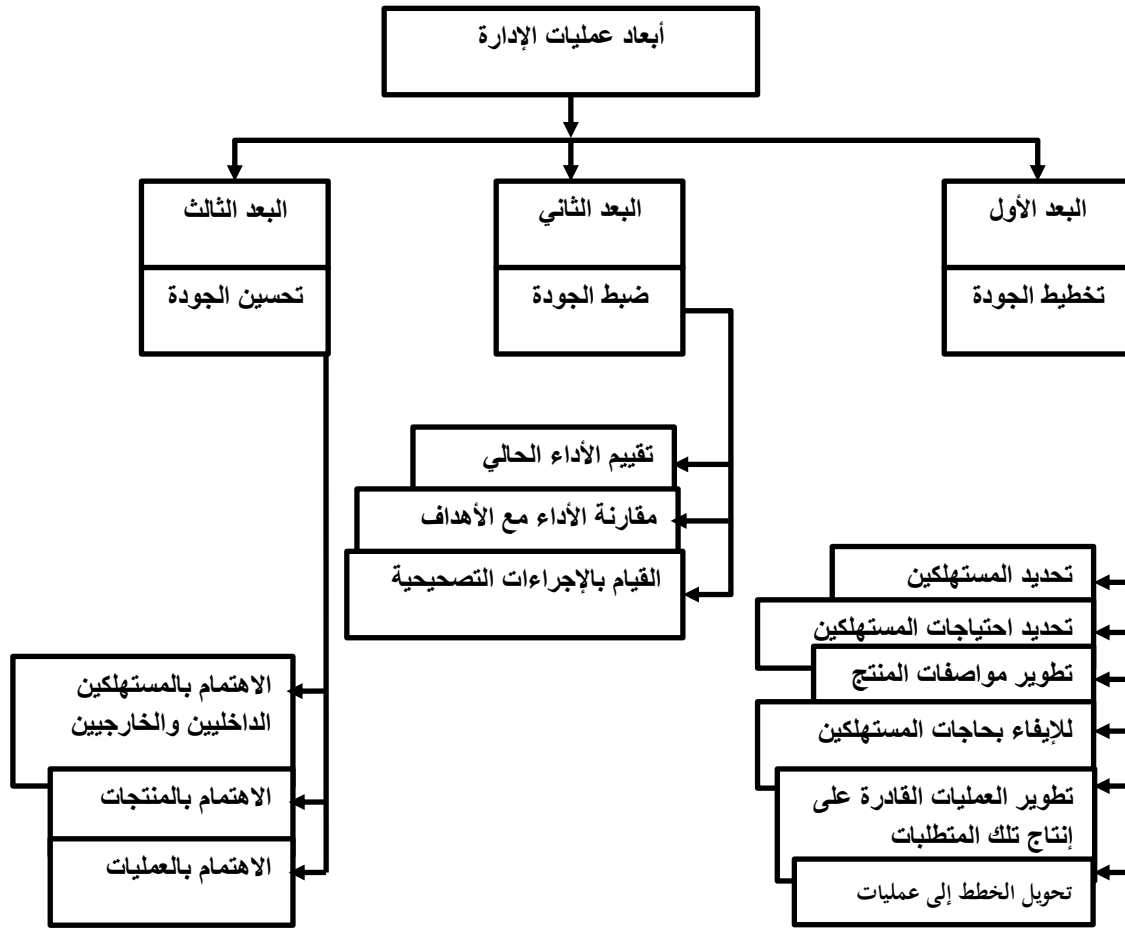 أبعاد عمليات الإدارة
البعد الأول
تخطيط الجودة
البعد الثاني
ضبط الجودة
البعد الثالث
تحسين الجودة
تحديد المستهلكين
تحديد احتياجات المستهلكين
تطوير مواصفات المنتج
للإيفاء بحاجات المستهلكين
تطوير العمليات القادرة على
إنتاج تلك المتطلبات
تحويل الخطط إلى عمليات
تقييم الأداء الحالي
مقارنة الأداء مع الأهداف
القيام بالإجراءات التصحيحية
الاهتمام بالمستهلكين
الداخليين والخارجيين
الاهتمام بالمنتجات
الاهتمام بالعمليات